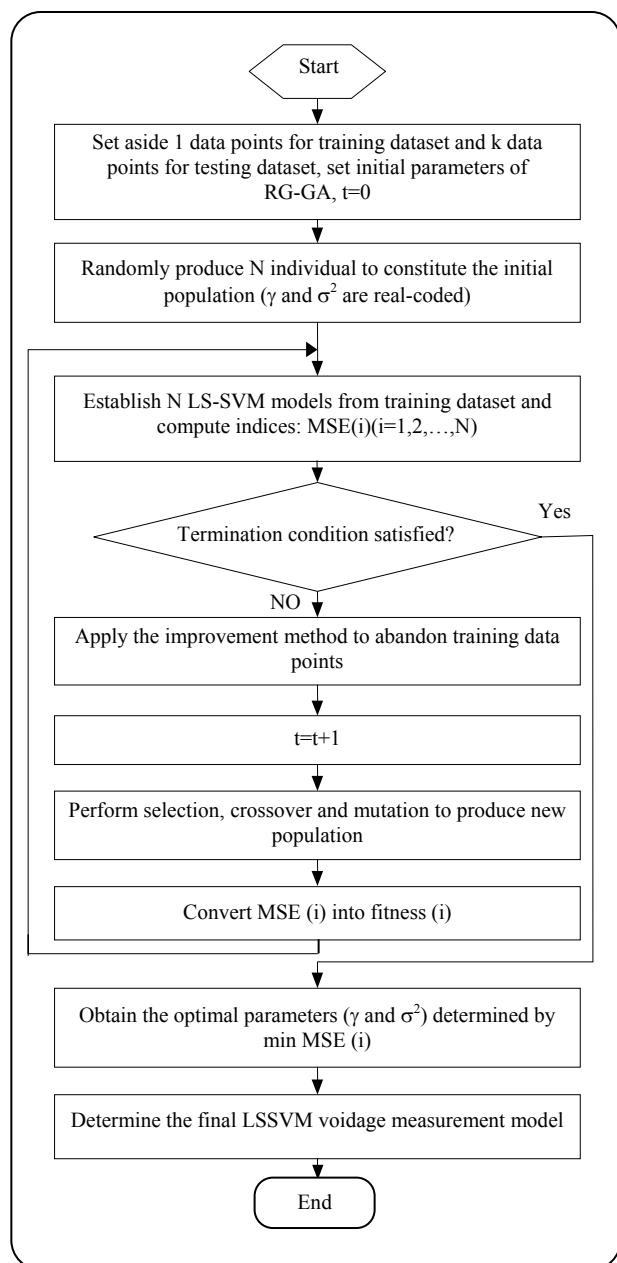 Start
Set aside 1 data points for training dataset and k data
points for testing dataset, set initial parameters of
RG-GA, t=0
Randomly produce N individual to constitute the initial
population (γ and σ² are real-coded)
Establish N LS-SVM models from training dataset and
compute indices: MSE(i)(i=1,2,…,N)
Termination condition satisfied?
Yes
NO
Apply the improvement method to abandon training data
points
t=t+1
Perform selection, crossover and mutation to produce new
population
Convert MSE (i) into fitness (i)
Obtain the optimal parameters (γ and σ²) determined by
min MSE (i)
Determine the final LSSVM voidage measurement model
End